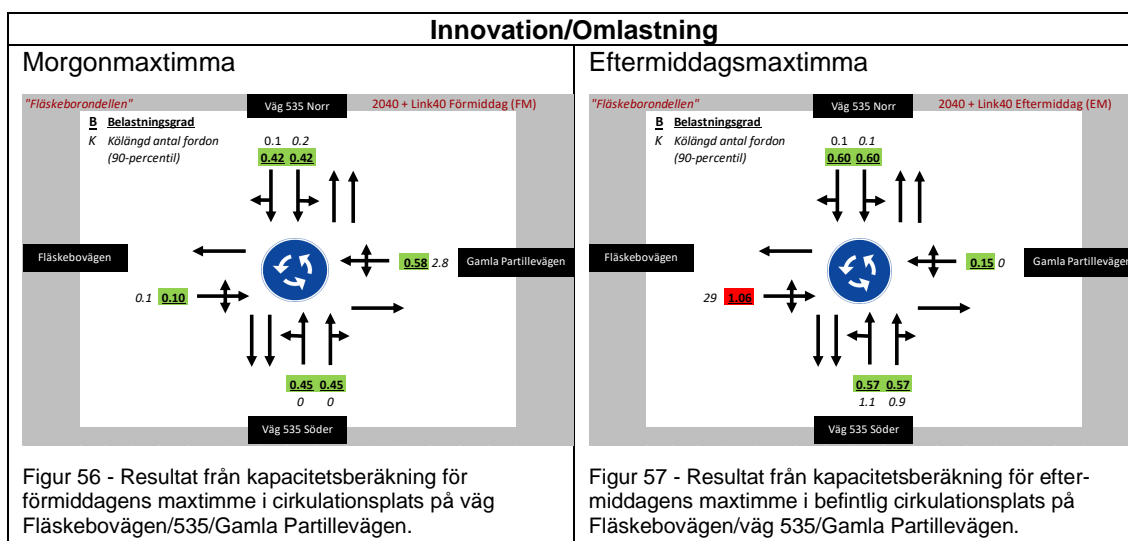 Innovation/Omlastning
Morgonmaxtimma
"Fläskeborondellen"
Väg 535 Norr
2040 + Link40 Förmiddag (FM)
B Belastningsgrad
K Kölängd antal fordon
(90-percentil)
0.1 0.2
0.42 0.42
Fläskebovägen
0.58 2.8
Gamla Partillevägen
0.1 0.10
0.45 0.45
0 0
Väg 535 Söder
Figur 56 - Resultat från kapacitetsberäkning för
förmiddagens maxtimme i cirkulationsplats på väg
Fläskebovägen/535/Gamla Partillevägen.
Eftermiddagsmaxtimma
"Fläskeborondellen"
Väg 535 Norr
2040 + Link40 Eftermiddag (EM)
B Belastningsgrad
K Kölängd antal fordon
(90-percentil)
0.1 0.1
0.60 0.60
Fläskebovägen
0.15 0
Gamla Partillevägen
29 1.06
0.57 0.57
1.1 0.9
Väg 535 Söder
Figur 57 - Resultat från kapacitetsberäkning för efter-
middagens maxtimme i befintlig cirkulationsplats på
Fläskebovägen/väg 535/Gamla Partillevägen.